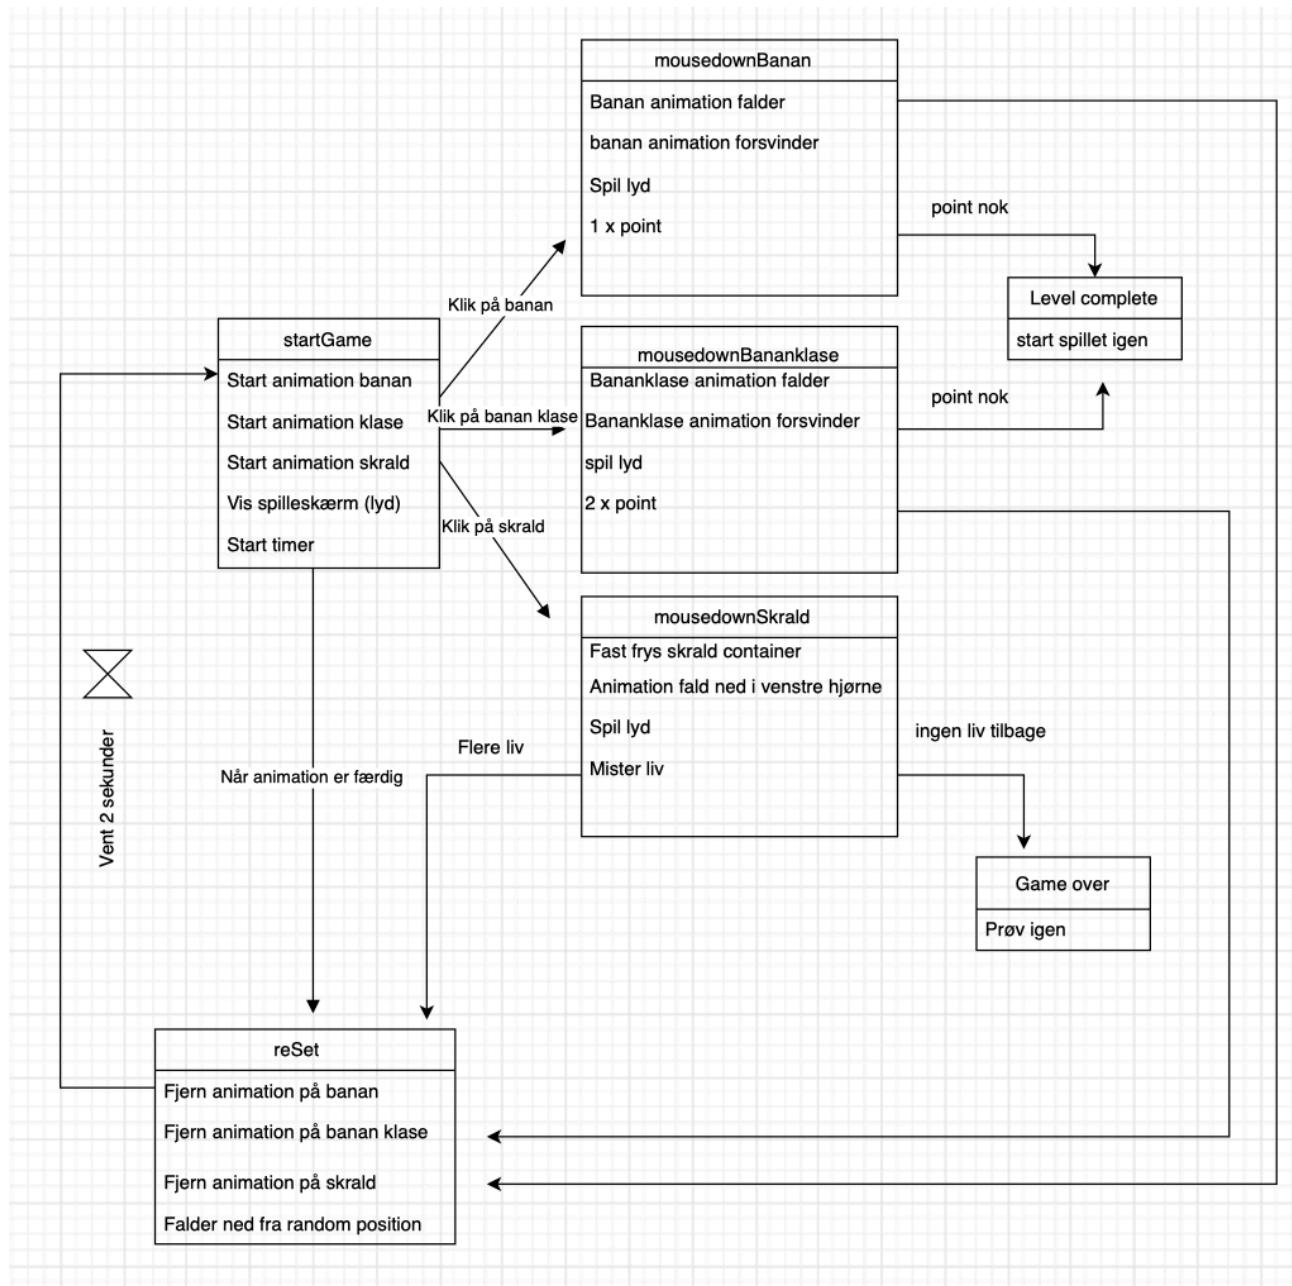 mousedownBanan
Banan animation falder
banan animation forsvinder
Spil lyd
1 x point
point nok
Level complete
start spillet igen
Klik på banan
startGame
Start animation banan
Start animation klase
Start animation skrald
Vis spilleskærm (lyd)
Start timer
Klik på banan klase
mousedownBananklase
Bananklase animation falder
Bananklase animation forsvinder
spil lyd
2 x point
point nok
Klik på skrald
mousedownSkrald
Fast frys skrald container
Animation fald ned i venstre hjørne
Spil lyd
Mister liv
Flere liv
ingen liv tilbage
Game over
Prøv igen
Når animation er færdig
Vent 2 sekunder
reSet
Fjern animation på banan
Fjern animation på banan klase
Fjern animation på skrald
Falder ned fra random position